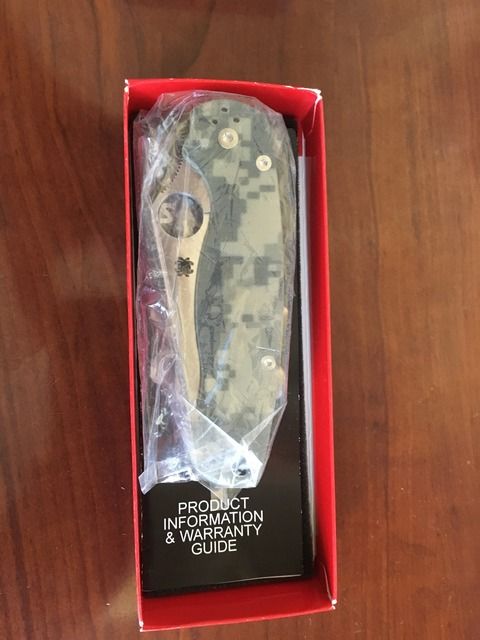 PRODUCT
INFORMATION
& WARRANTY
GUIDE